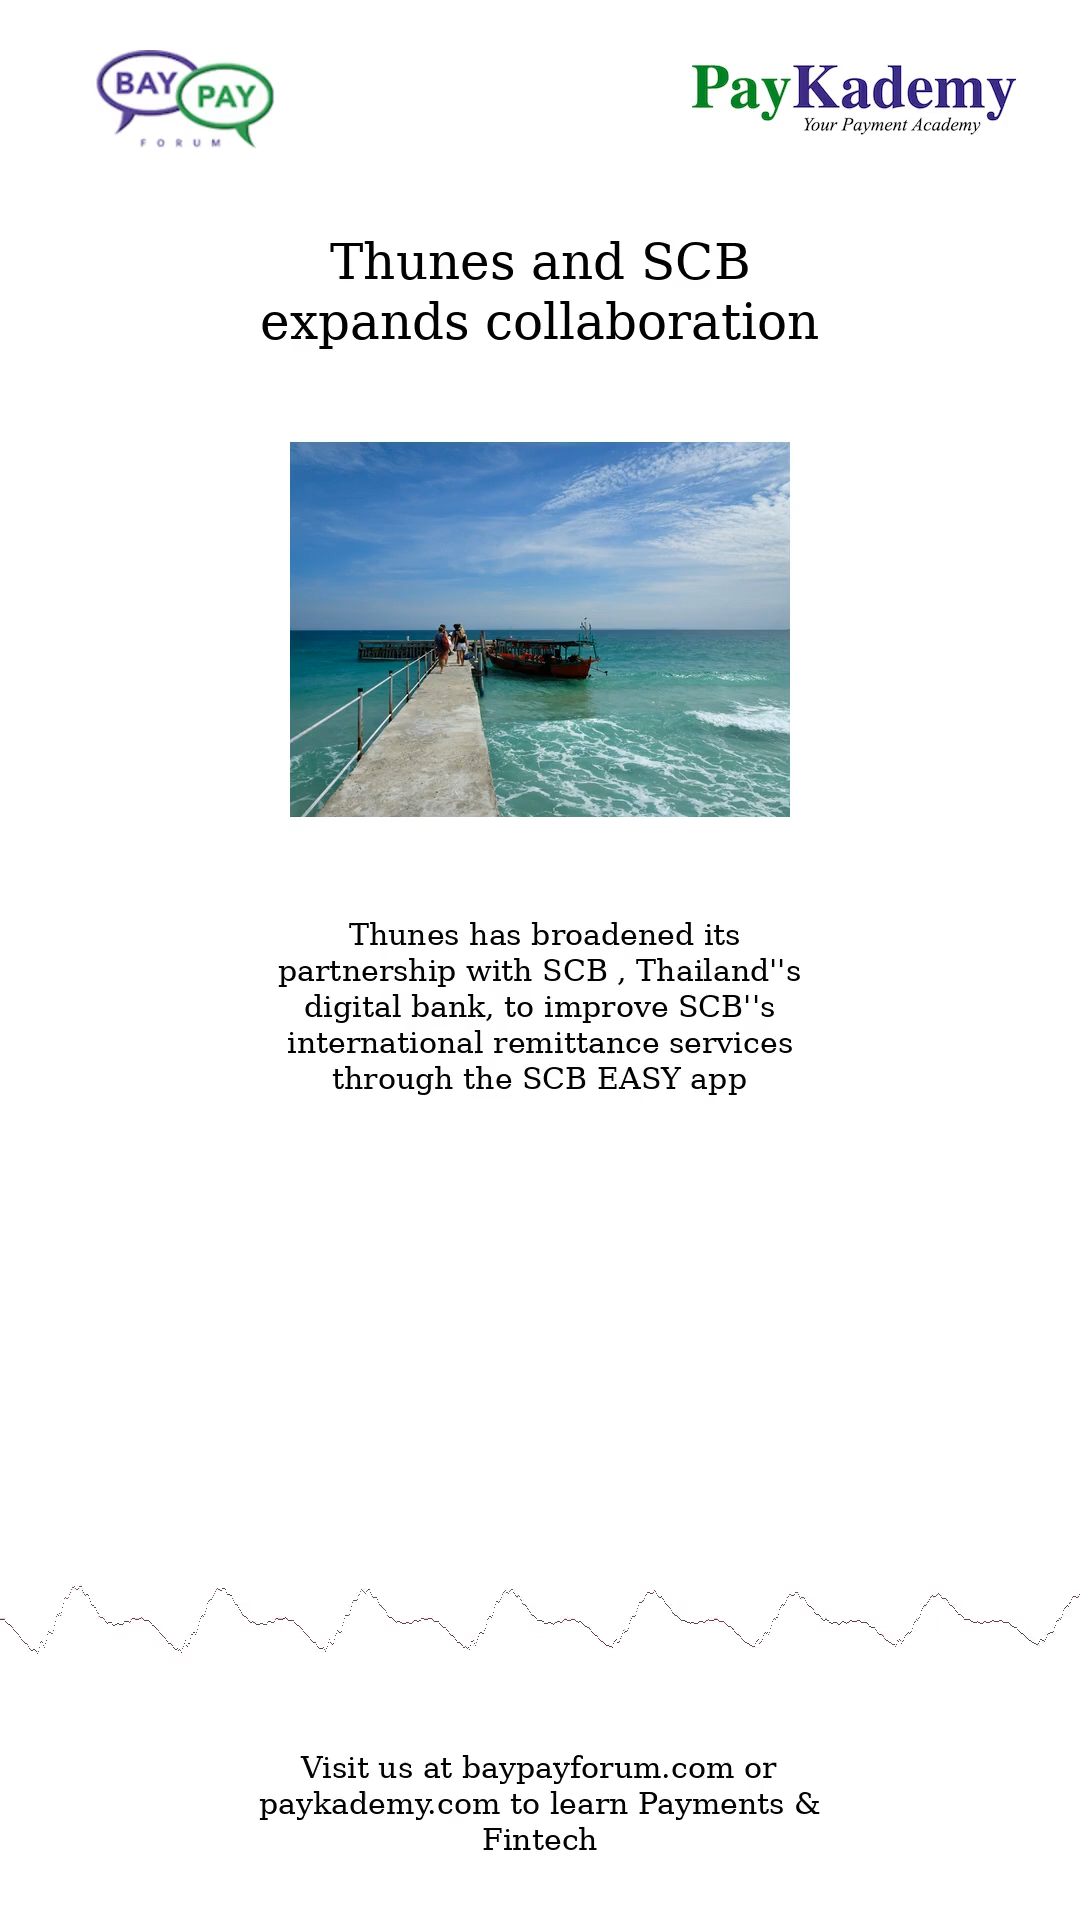 BAY PAY
FORUM
PayKademy
Your Payment Academy
Thunes and SCB
expands collaboration
Thunes has broadened its
partnership with SCB , Thailand''s
digital bank, to improve SCB''s
international remittance services
through the SCB EASY app
Visit us at baypayforum.com or
paykademy.com to learn Payments &
Fintech